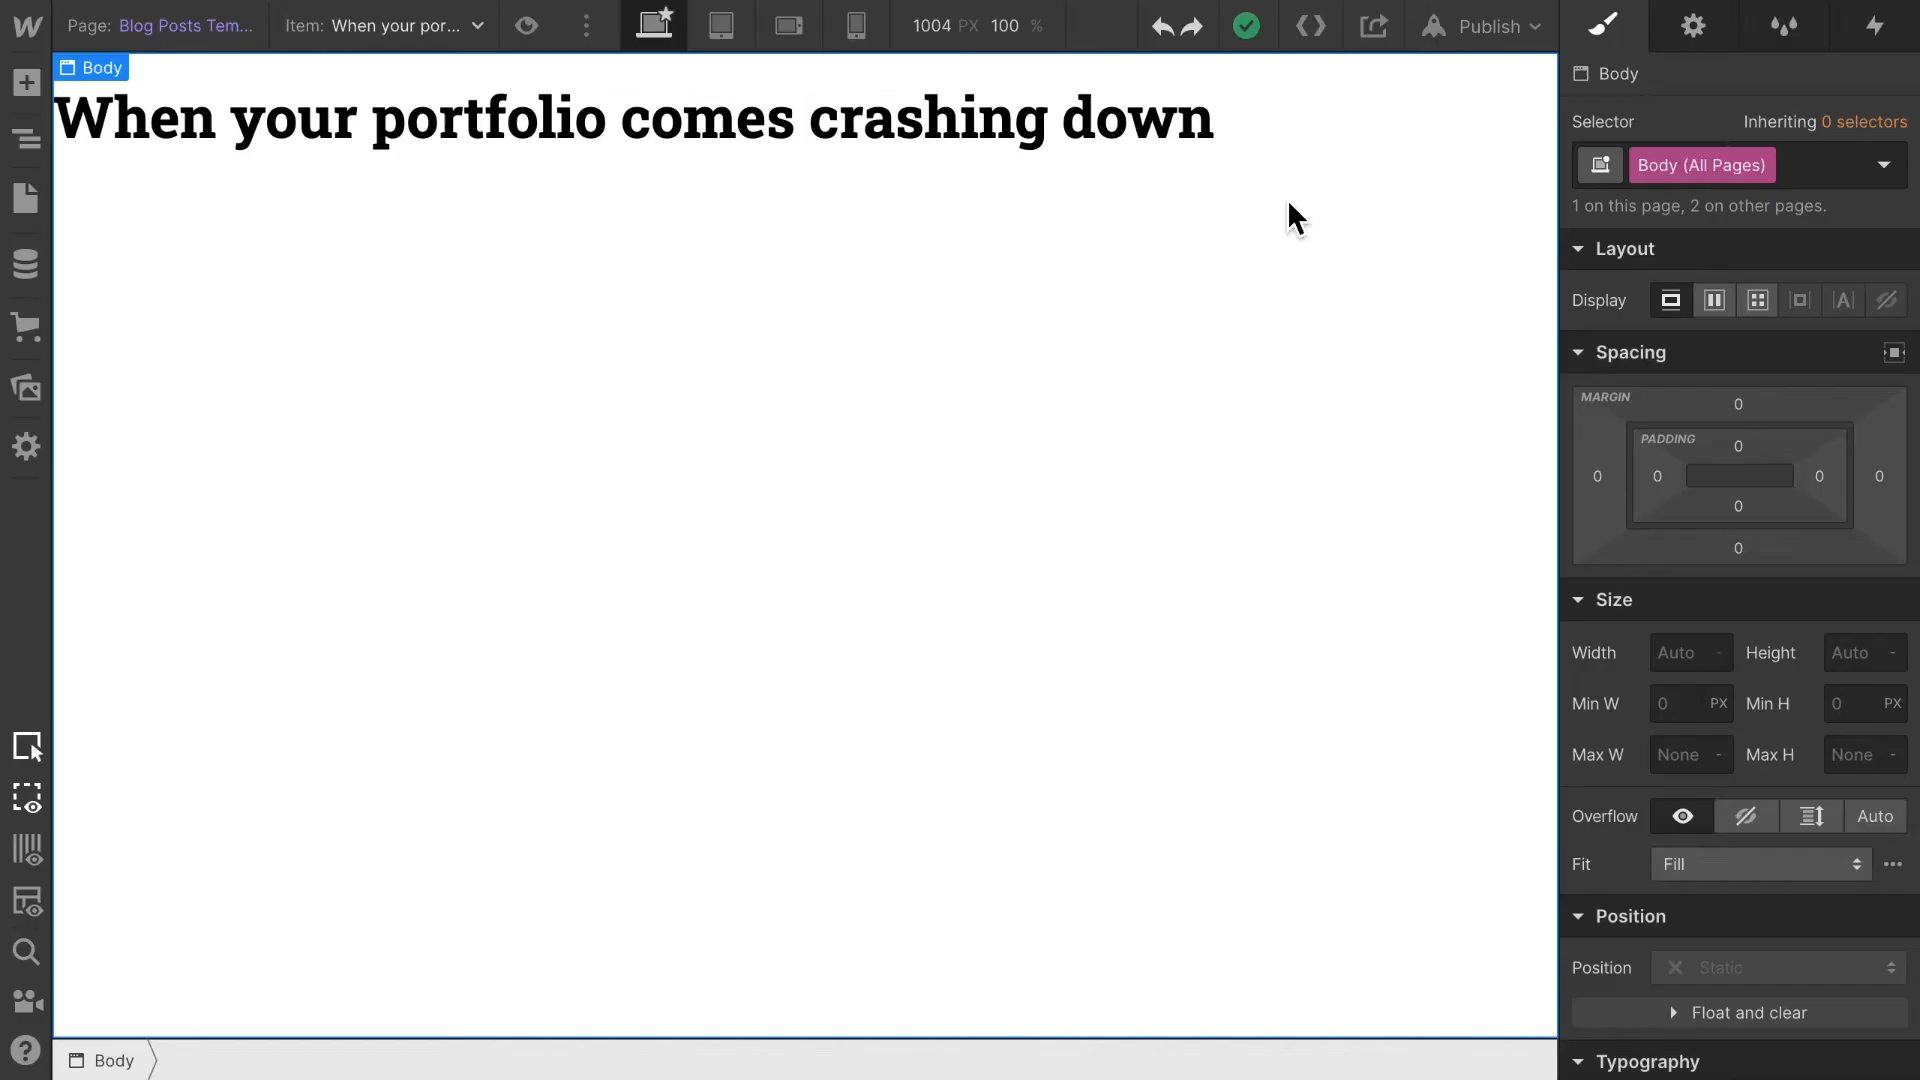 Page: Blog Posts Tem... Item: When your por... 1004 PX 100 % Publish
Body
When your portfolio comes crashing down
Body
Body
Selector Inheriting 0 selectors
Body (All Pages)
1 on this page, 2 on other pages.
Layout
Display
Spacing
MARGIN
0
PADDING
0
0 0 0 0
0
0
Size
Width Auto - Height Auto -
Min W 0 PX Min H 0 PX
Max W None - Max H None -
Overflow Auto
Fit Fill
Position
Position Static
Float and clear
Typography